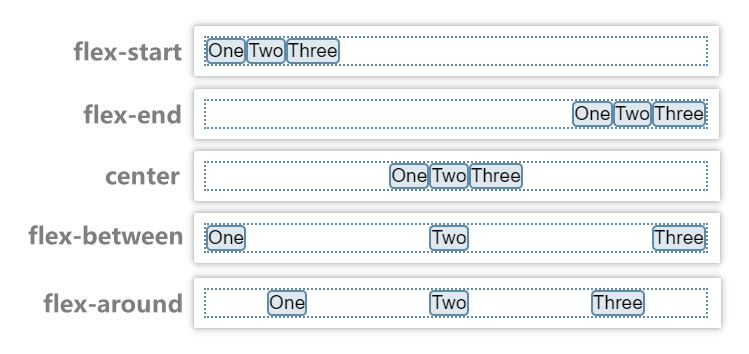 flex-start One Two Three
flex-end One Two Three
center One Two Three
flex-between One Two Three
flex-around One Two Three